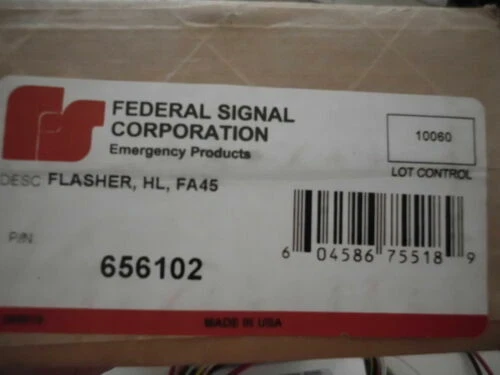 FEDERAL SIGNAL
CORPORATION
Emergency Products
10060
LOT CONTROL
DESC FLASHER, HL, FA45
P/N
656102
6 04586 75518 9
MADE IN USA